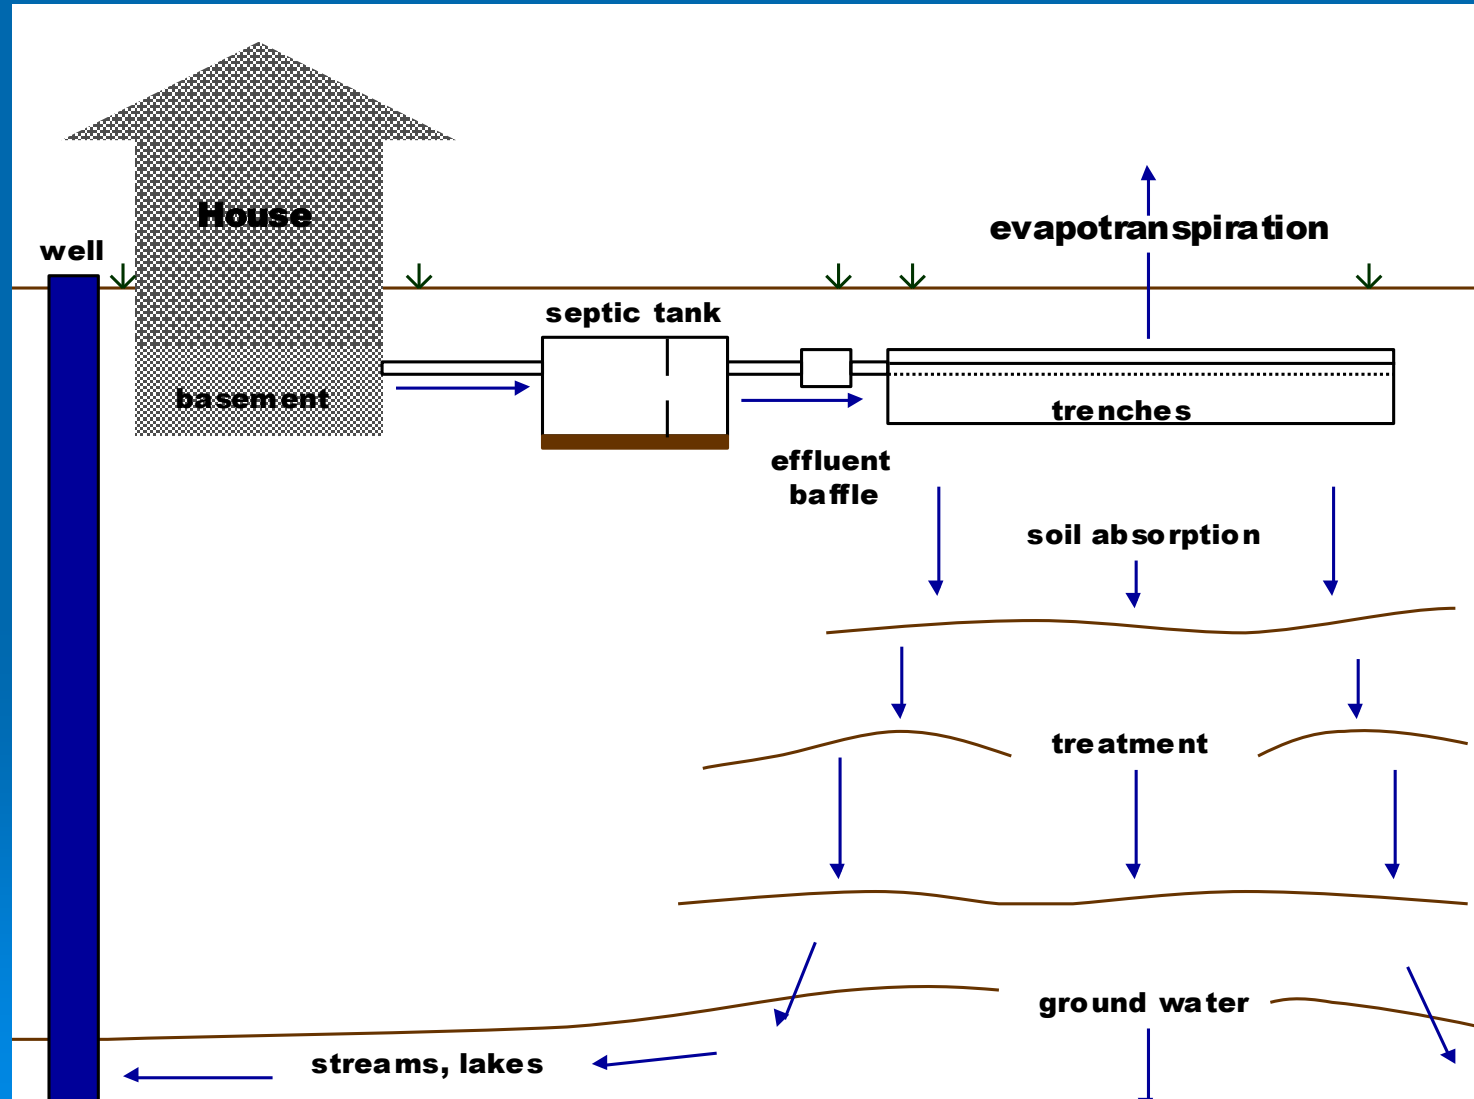 House
well
evapotranspiration
septic tank
basement
trenches
effluent
baffle
soil absorption
treatment
ground water
streams, lakes